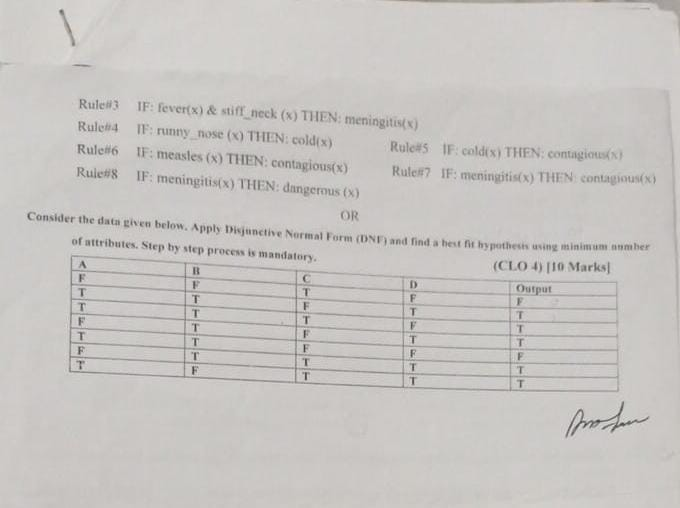 Rule#3 IF: fever(x) & stiff_neck (x) THEN: meningitis(x)
Rule#4 IF: runny_nose (x) THEN: cold(x) Rule#5 IF: cold(x) THEN: contagious(x)
Rule#6 IF: measles (x) THEN: contagious(x) Rule#7 IF: meningitis(x) THEN: contagious(x)
Rule#8 IF: meningitis(x) THEN: dangerous (x)
OR
Consider the data given below. Apply Disjunctive Normal Form (DNF) and find a best fit hypothesis using minimum number
of attributes. Step by step process is mandatory. (CLO 4) [10 Marks]
A B C D Output
F F T F F
T T F T T
T T T F T
F T F T T
T T F F F
F T T T T
T F T T T